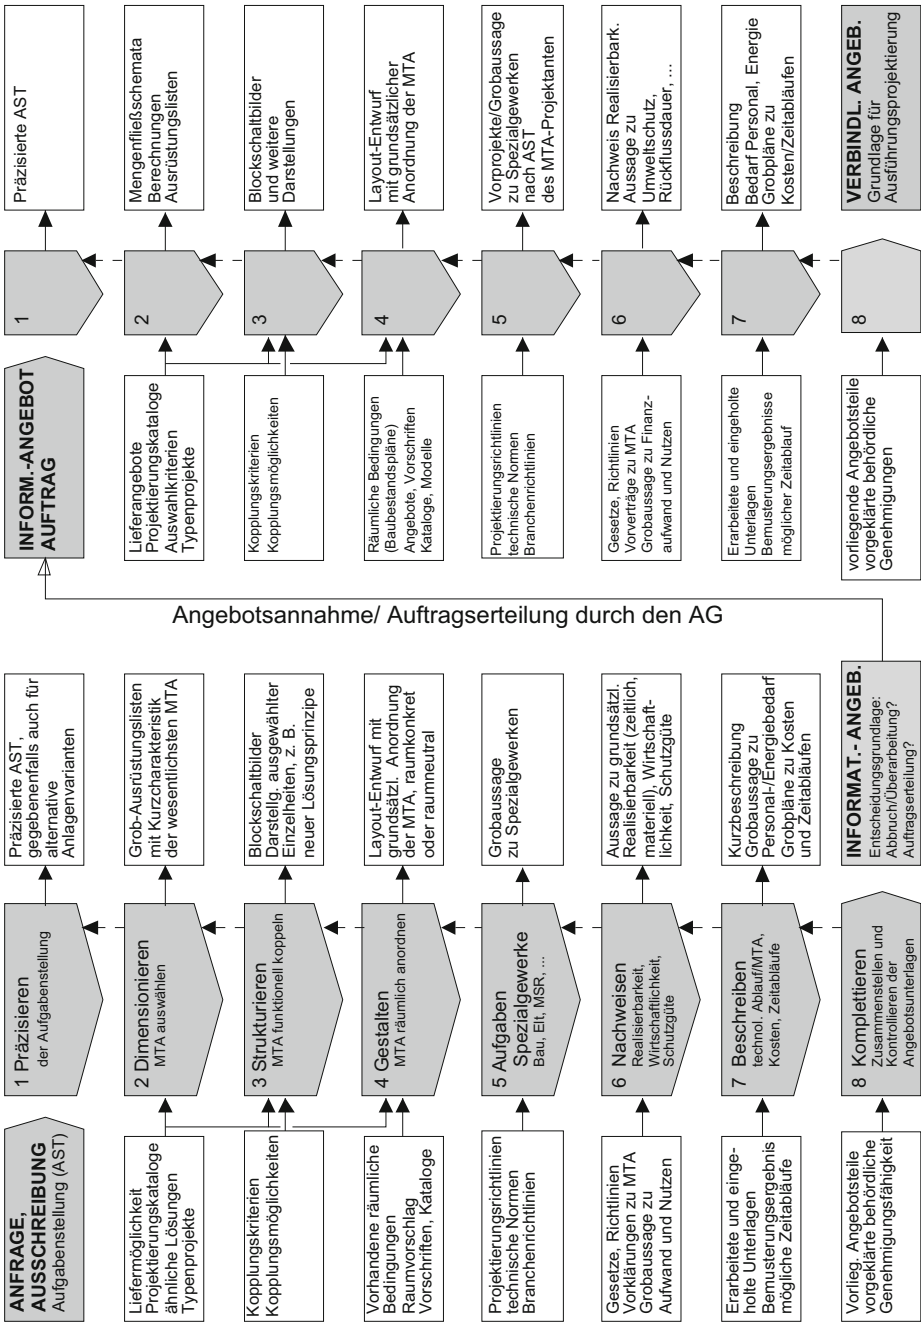 ANFRAGE,
AUSSCHREIBUNG
Aufgabenstellung (AST)
1 Präzisieren
der Aufgabenstellung
Präzisierte AST,
gegebenenfalls auch für
alternative
Anlagenvarianten
Liefermöglichkeit
Projektierungskataloge
ähnliche Lösungen
Typenprojekte
2 Dimensionieren
MTA auswählen
Grob-Ausrüstungslisten
mit Kurzcharakteristik
der wesentlichsten MTA
Kopplungskriterien
Kopplungsmöglichkeiten
3 Strukturieren
MTA funktionell koppeln
Blockschaltbilder
Darstellg. ausgewählter
Einzelheiten, z. B.
neuer Lösungsprinzipe
Vorhandene räumliche
Bedingungen
Raumvorschlag
Vorschriften, Kataloge
4 Gestalten
MTA räumlich anordnen
Layout-Entwurf mit
grundsätzl. Anordnung
der MTA, raumkonkret
oder raumneutral
Projektierungsrichtlinien
technische Normen
Branchenrichtlinien
5 Aufgaben
Spezialgewerke
Bau, Elt, MSR, ...
Grobaussage
zu Spezialgewerken
Gesetze, Richtlinien
Vorklärungen zu MTA
Grobaussage zu
Aufwand und Nutzen
6 Nachweisen
Realisierbarkeit,
Wirtschaftlichkeit,
Schutzgüte
Aussage zu grundsätzl.
Realisierbarkeit (zeitlich,
materiell), Wirtschaft-
lichkeit, Schutzgüte
Erarbeitete und einge-
holte Unterlagen
Bemusterungsergebnis
mögliche Zeitabläufe
7 Beschreiben
technol. Ablauf/MTA,
Kosten, Zeitabläufe
Kurzbeschreibung
Grobaussage zu
Personal-/Energiebedarf
Grobpläne zu Kosten
und Zeitabläufen
Vorlieg. Angebotsteile
vorgeklärte behördliche
Genehmigungsfähigkeit
8 Komplettieren
Zusammenstellen und
Kontrollieren der
Angebotsunterlagen
INFORMAT.- ANGEB.
Entscheidungsgrundlage:
Abbruch/Überarbeitung?
Auftragserteilung?
Angebotsannahme/ Auftragserteilung durch den AG
INFORM.-ANGEBOT
AUFTRAG
1
Präzisierte AST
Lieferangebote
Projektierungskataloge
Auswahlkriterien
Typenprojekte
2
Mengenfließschemata
Berechnungen
Ausrüstungslisten
Kopplungskriterien
Kopplungsmöglichkeiten
3
Blockschaltbilder
und weitere
Darstellungen
Räumliche Bedingungen
(Baubestandspläne)
Angebote, Vorschriften
Kataloge, Modelle
4
Layout-Entwurf
mit grundsätzlicher
Anordnung der MTA
Projektierungsrichtlinien
technische Normen
Branchenrichtlinien
5
Vorprojekte/Grobaussage
zu Spezialgewerken
nach AST
des MTA-Projektanten
Gesetze, Richtlinien
Vorverträge zu MTA
Grobaussage zu Finanz-
aufwand und Nutzen
6
Nachweis Realisierbark.
Aussage zu
Umweltschutz,
Rückflussdauer, ...
Erarbeitete und eingeholte
Unterlagen
Bemusterungsergebnisse
möglicher Zeitablauf
7
Beschreibung
Bedarf Personal, Energie
Grobpläne zu
Kosten/Zeitabläufen
vorliegende Angebotsteile
vorgeklärte behördliche
Genehmigungen
8
VERBINDL. ANGEB.
Grundlage für
Ausführungsprojektierung